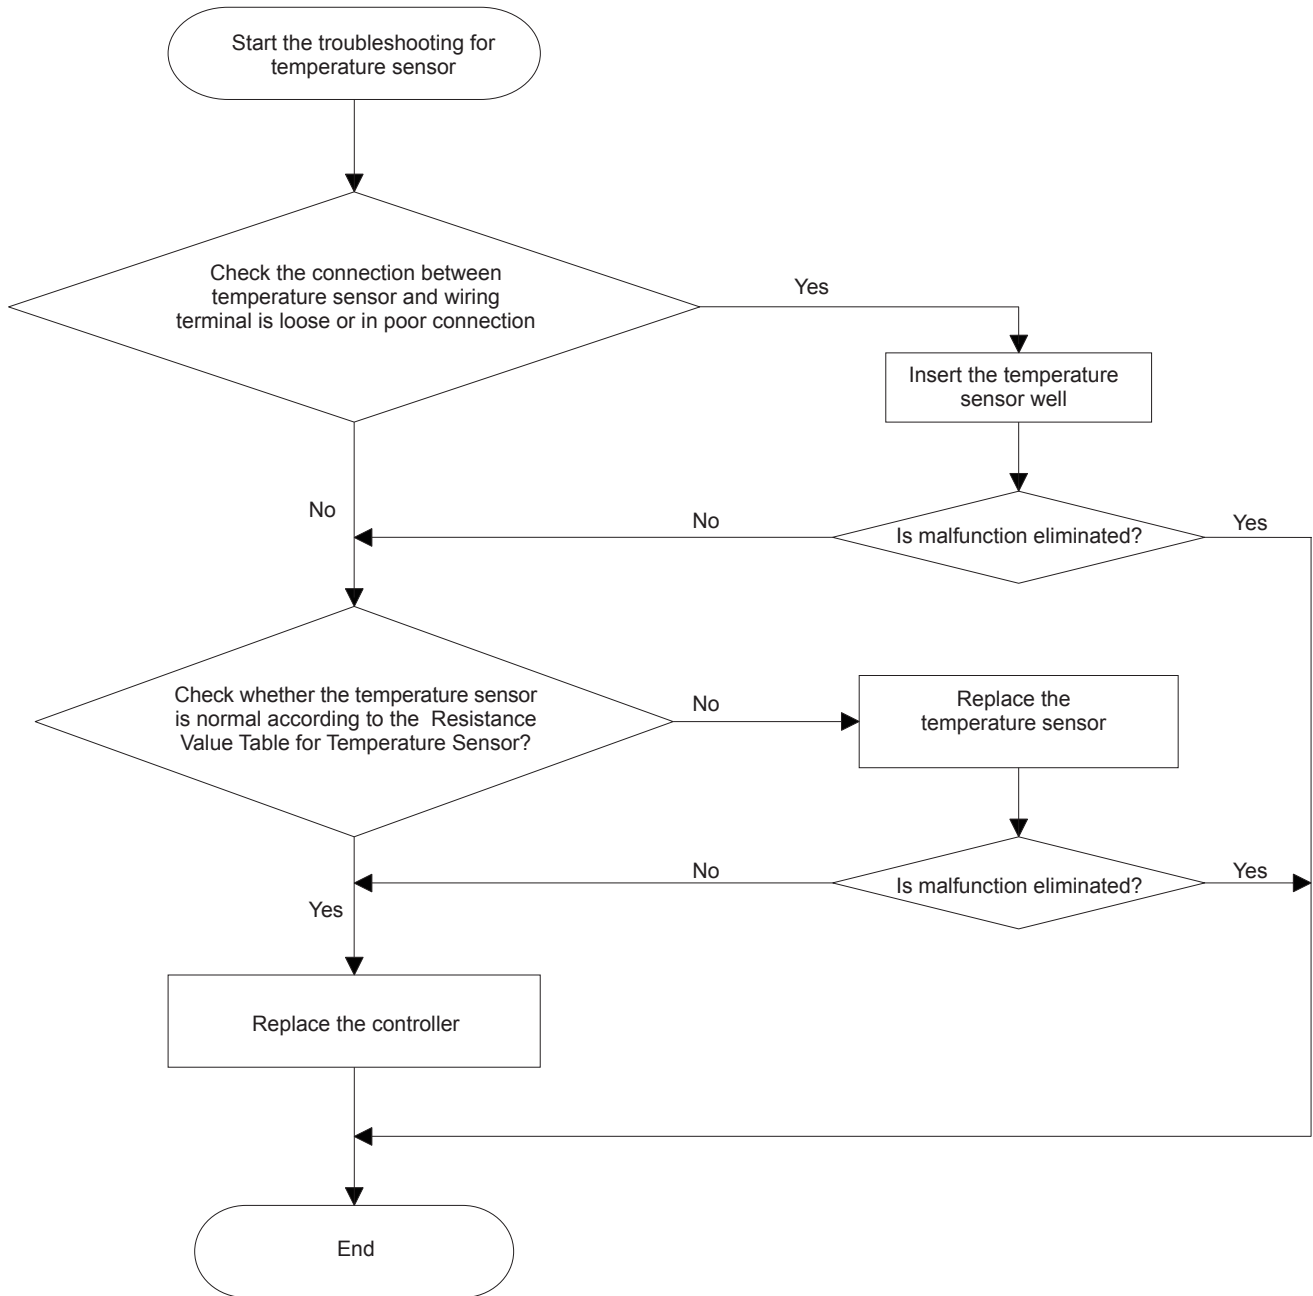 Start the troubleshooting for
temperature sensor
Check the connection between
temperature sensor and wiring
terminal is loose or in poor connection
Yes
Insert the temperature
sensor well
No
No
Is malfunction eliminated?
Yes
Check whether the temperature sensor
is normal according to the Resistance
Value Table for Temperature Sensor?
No
Replace the
temperature sensor
No
Is malfunction eliminated?
Yes
Yes
Replace the controller
End